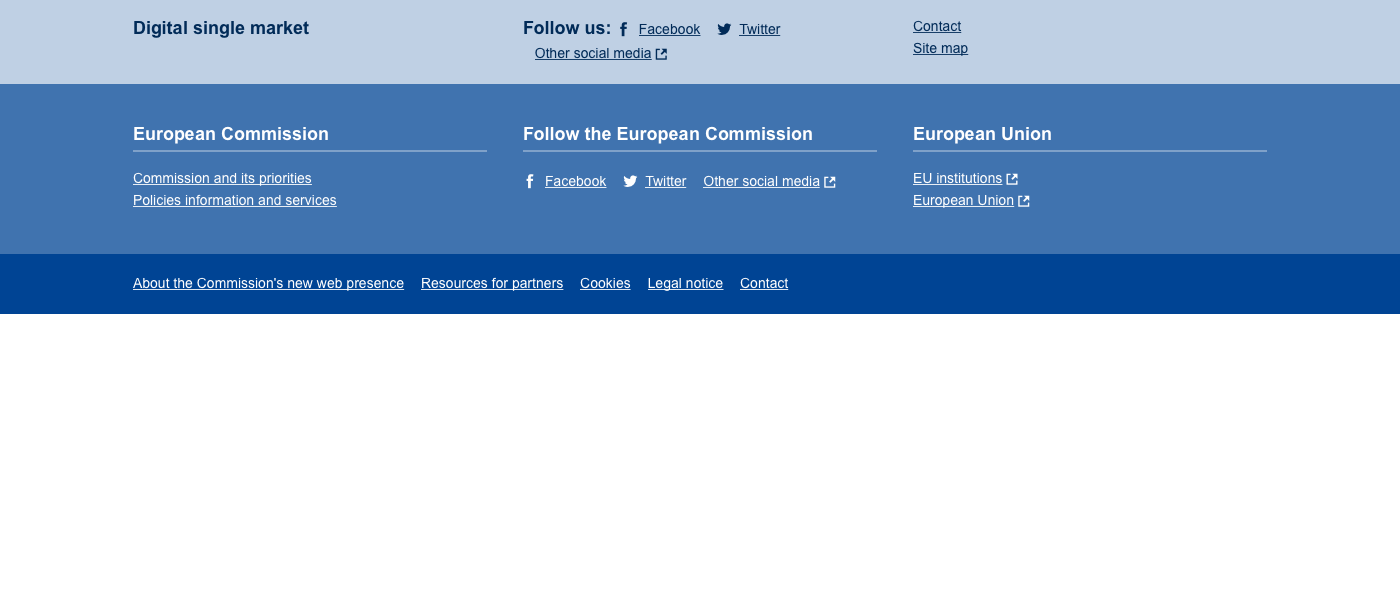 Digital single market
Follow us: Facebook Twitter
Other social media
Contact
Site map
European Commission
Commission and its priorities
Policies information and services
Follow the European Commission
Facebook Twitter Other social media
European Union
EU institutions
European Union
About the Commission's new web presence Resources for partners Cookies Legal notice Contact